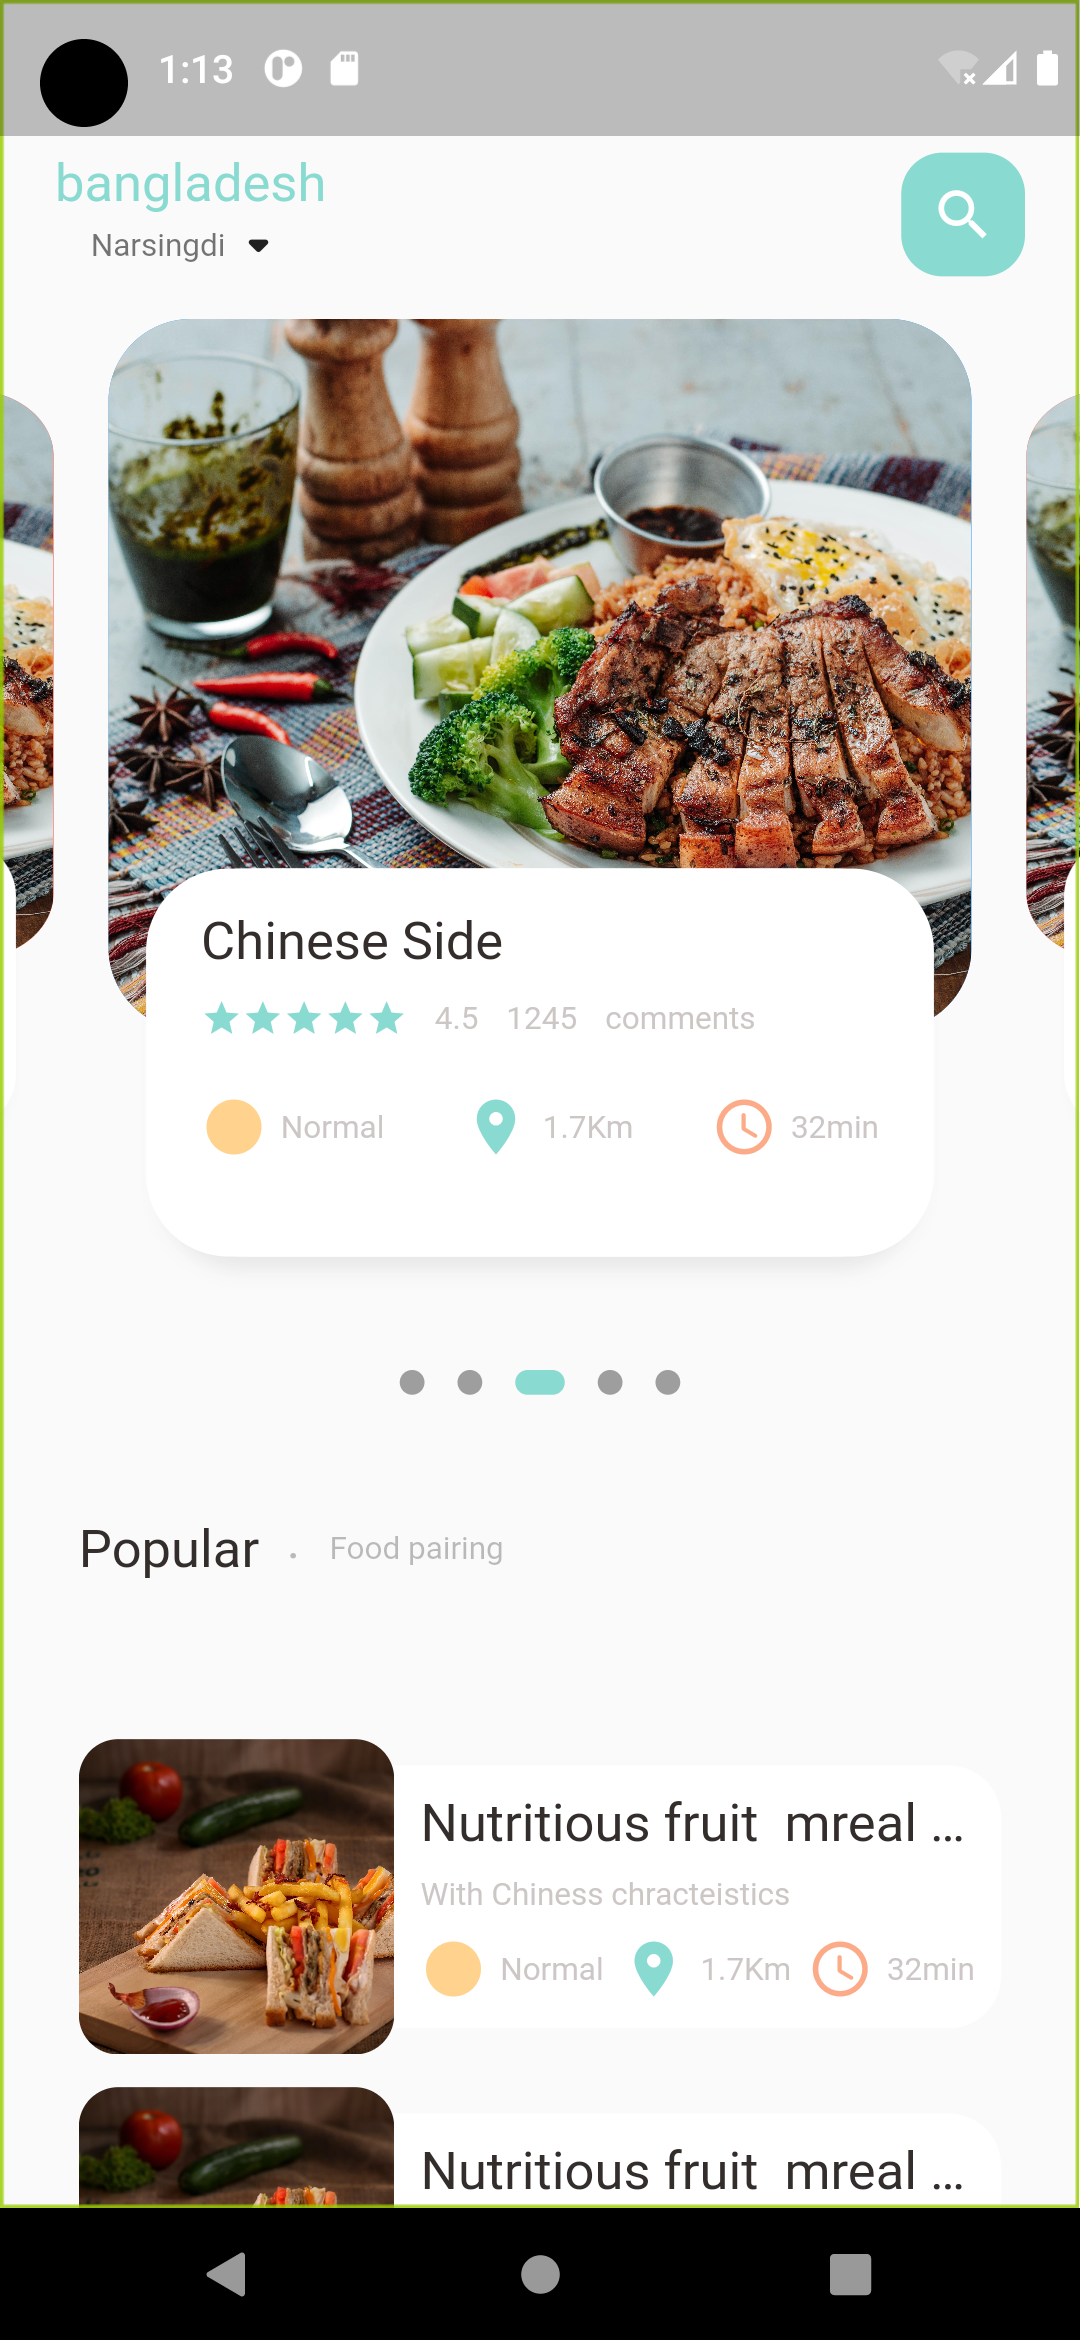 1:13
bangladesh
Narsingdi
Chinese Side
4.5 1245 comments
Normal 1.7Km 32min
Popular . Food pairing
Nutritious fruit  mreal ...
With Chiness chracteistics
Normal 1.7Km 32min
Nutritious fruit  mreal ...